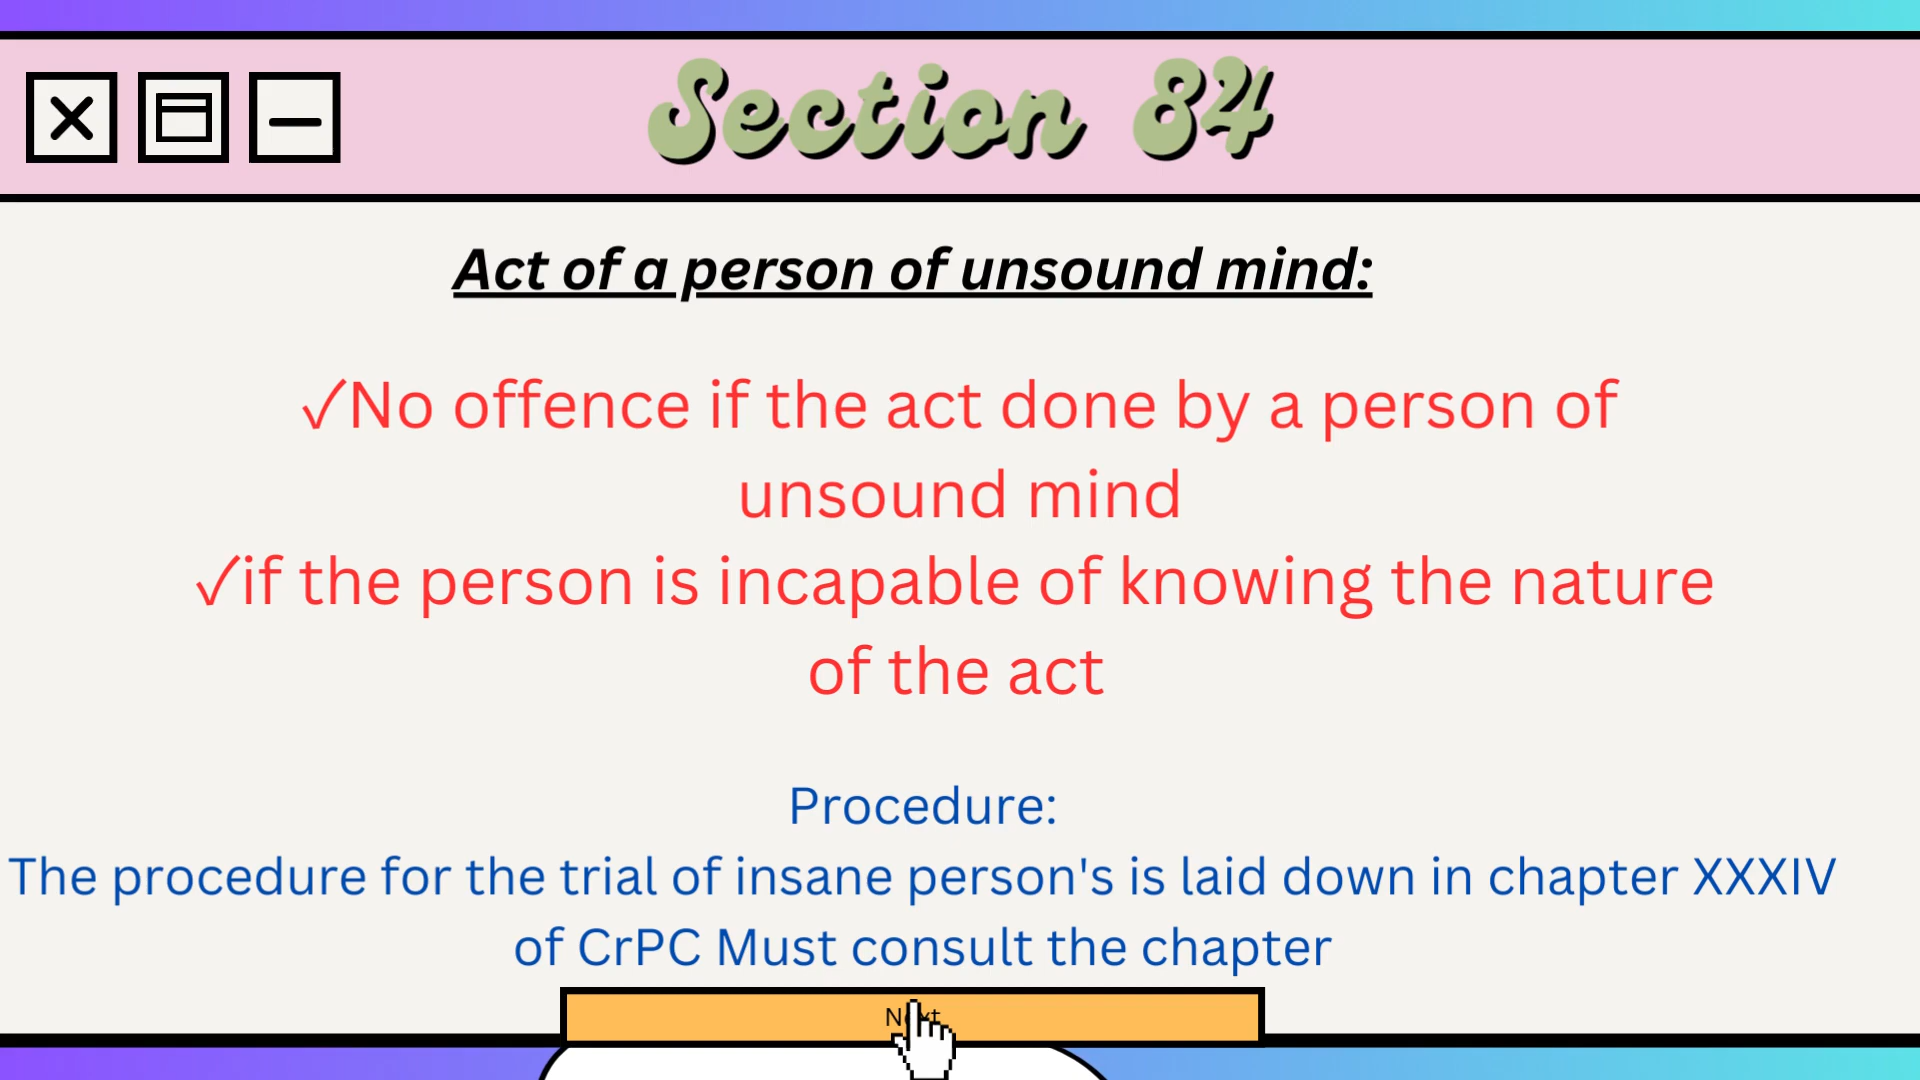 Section 84
Act of a person of unsound mind:
✓No offence if the act done by a person of
unsound mind
✓if the person is incapable of knowing the nature
of the act
Procedure:
The procedure for the trial of insane person's is laid down in chapter XXXIV
of CrPC Must consult the chapter
Next